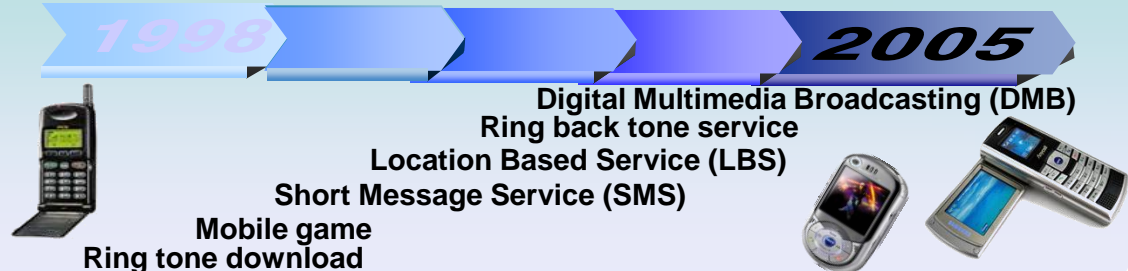 1998
2005
Digital Multimedia Broadcasting (DMB)
Ring back tone service
Location Based Service (LBS)
Short Message Service (SMS)
Mobile game
Ring tone download